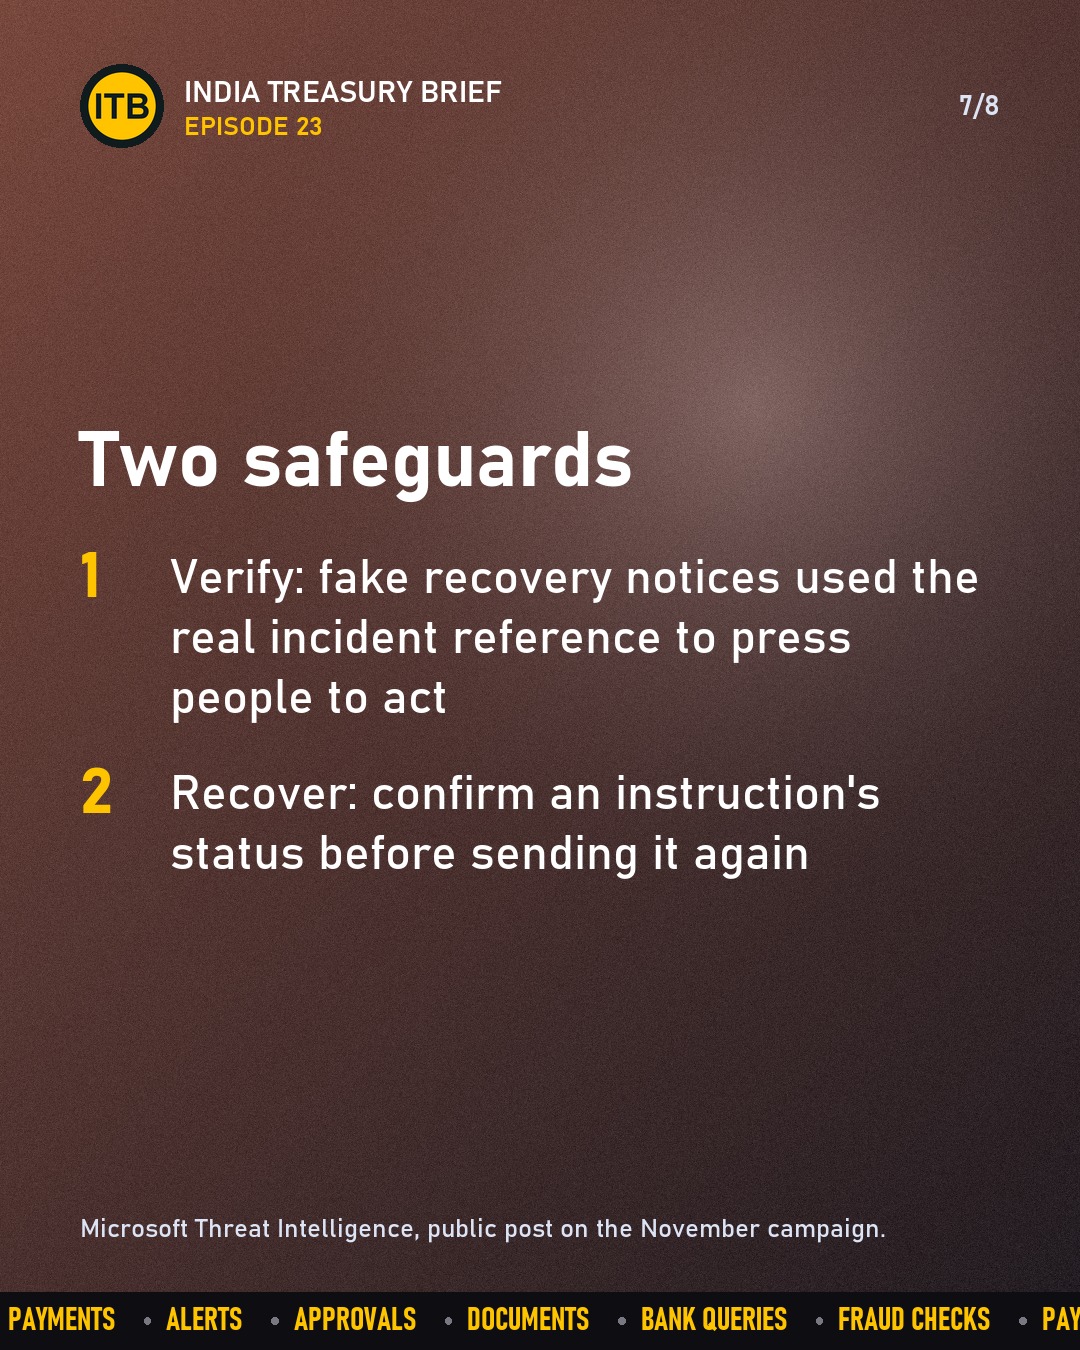 ITB
INDIA TREASURY BRIEF
EPISODE 23
7/8
Two safeguards
1 Verify: fake recovery notices used the
real incident reference to press
people to act
2 Recover: confirm an instruction's
status before sending it again
Microsoft Threat Intelligence, public post on the November campaign.
PAYMENTS • ALERTS • APPROVALS • DOCUMENTS • BANK QUERIES • FRAUD CHECKS • PAY